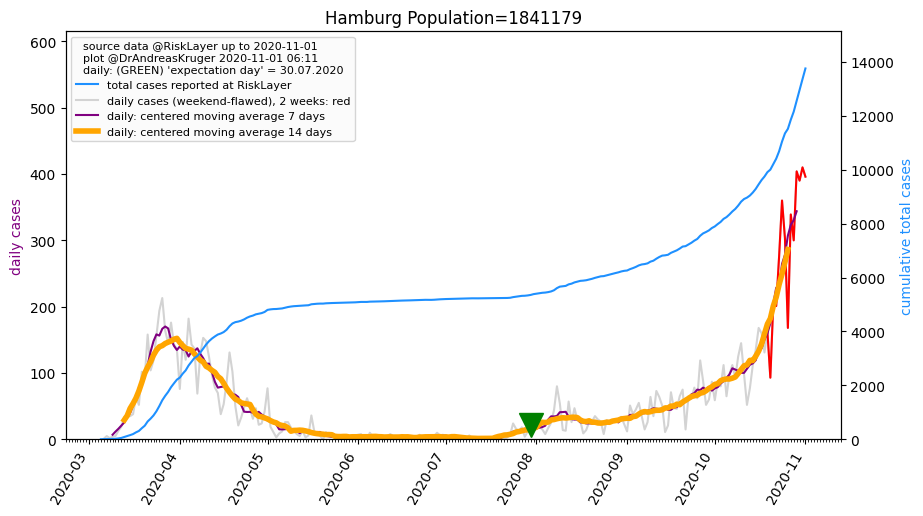 Hamburg Population=1841179
source data @RiskLayer up to 2020-11-01
plot @DrAndreasKruger 2020-11-01 06:11
daily: (GREEN) 'expectation day' = 30.07.2020
total cases reported at RiskLayer
daily cases (weekend-flawed), 2 weeks: red
daily: centered moving average 7 days
daily: centered moving average 14 days
daily cases
600
500
400
300
200
100
0
14000
12000
10000
8000
6000
4000
2000
0
cumulative total cases
2020-03
2020-04
2020-05
2020-06
2020-07
2020-08
2020-09
2020-10
2020-11